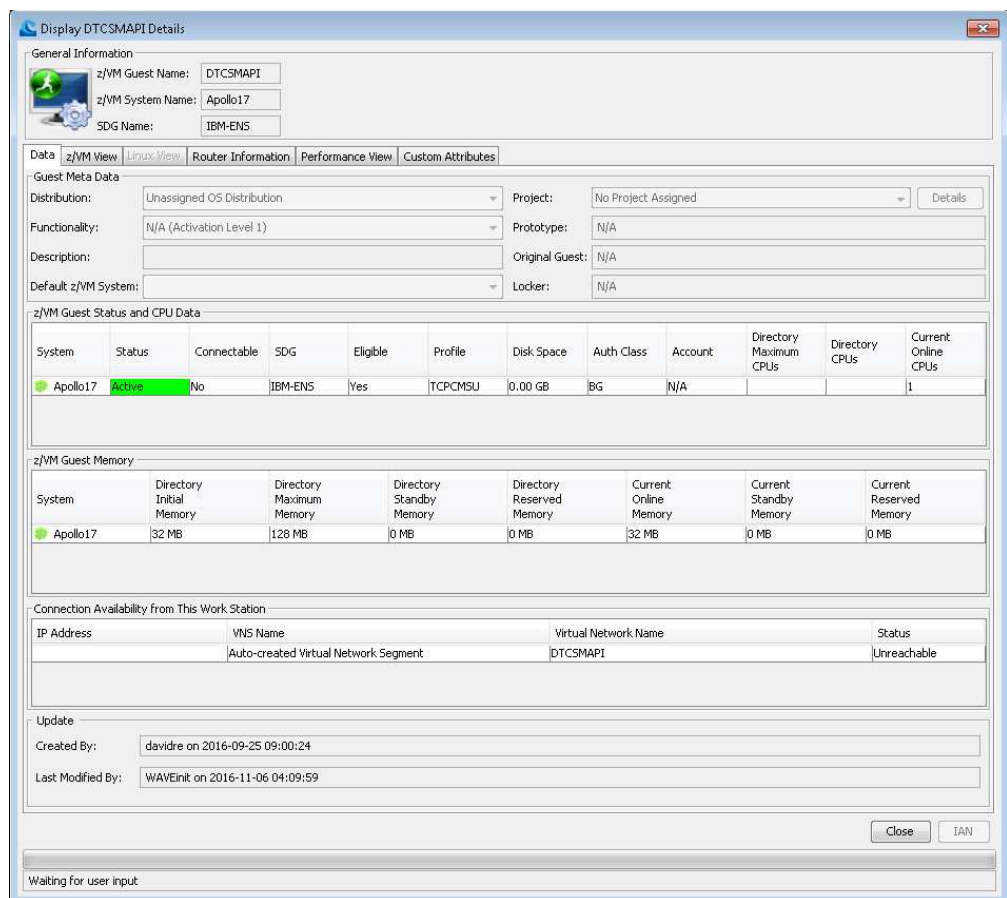 Display DTCSMAPI Details
General Information
z/VM Guest Name: DTCSMAPI
z/VM System Name: Apollo17
SDG Name: IBM-ENS
Data z/VM View Linux View Router Information Performance View Custom Attributes
Guest Meta Data
Distribution: Unassigned OS Distribution Project: No Project Assigned Details
Functionality: N/A (Activation Level 1) Prototype: N/A
Description: Original Guest: N/A
Default z/VM System: Locker: N/A
z/VM Guest Status and CPU Data
System Status Connectable SDG Eligible Profile Disk Space Auth Class Account Directory Maximum CPUs Directory CPUs Current Online CPUs
Apollo17 Active No IBM-ENS Yes TCPCMSU 0.00 GB BG N/A 1
z/VM Guest Memory
System Directory Initial Memory Directory Maximum Memory Directory Standby Memory Directory Reserved Memory Current Online Memory Current Standby Memory Current Reserved Memory
Apollo17 32 MB 128 MB 0 MB 0 MB 32 MB 0 MB 0 MB
Connection Availability from This Work Station
IP Address VNS Name Virtual Network Name Status
Auto-created Virtual Network Segment DTCSMAPI Unreachable
Update
Created By: davidre on 2016-09-25 09:00:24
Last Modified By: WAVEinit on 2016-11-06 04:09:59
Close IAN
Waiting for user input